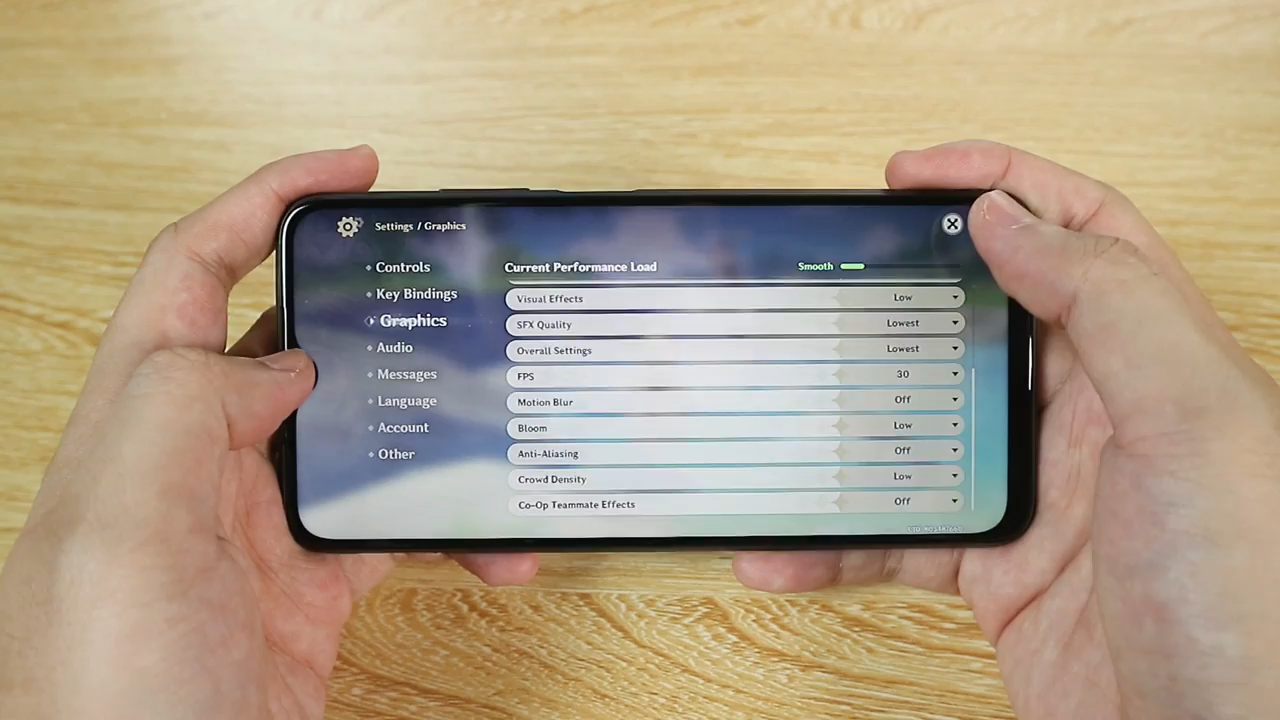 Settings / Graphics
Controls
Key Bindings
Graphics
Audio
Messages
Language
Account
Other
Current Performance Load
Smooth
Visual Effects Low
SFX Quality Lowest
Overall Settings Lowest
FPS 30
Motion Blur Off
Bloom Low
Anti-Aliasing Off
Crowd Density Low
Co-Op Teammate Effects Off